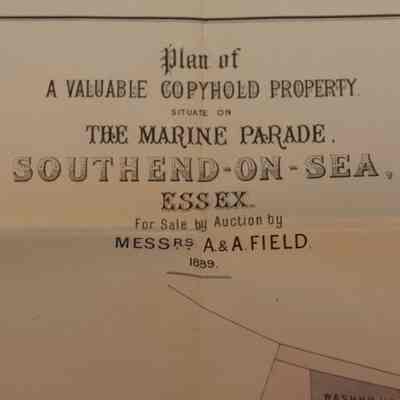 Plan of
A VALUABLE COPYHOLD PROPERTY.
SITUATE ON
THE MARINE PARADE,
SOUTHEND-ON-SEA,
ESSEX.
For Sale by Auction by
MESSRS A. & A. FIELD.
1889.